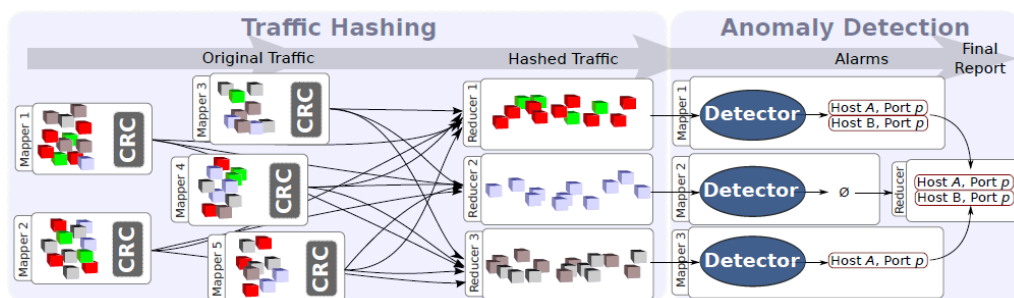 Traffic Hashing
Anomaly Detection
Original Traffic
Hashed Traffic
Alarms
Final
Report
Mapper 1
CRC
Mapper 2
CRC
Mapper 3
CRC
Mapper 4
CRC
Mapper 5
CRC
Reducer 1
Reducer 2
Reducer 3
Mapper 1
Detector
Host A, Port p
Host B, Port p
Mapper 2
Detector
ø
Mapper 3
Detector
Host A, Port p
Reducer
Host A, Port p
Host B, Port p